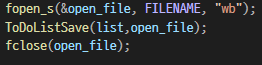 fopen_s(&open_file, FILENAME, "wb");
ToDoListSave(list,open_file);
fclose(open_file);